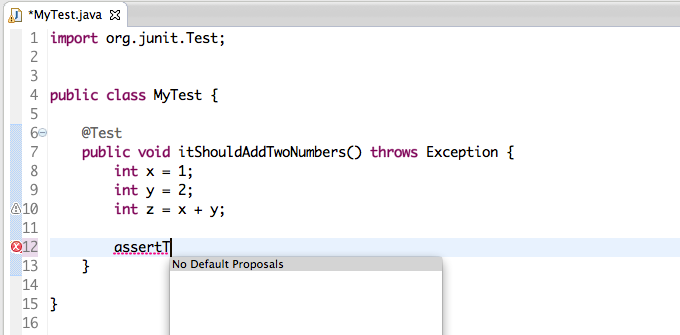 *MyTest.java
1 import org.junit.Test;
2
3
4 public class MyTest {
5
6 @Test
7 public void itShouldAddTwoNumbers() throws Exception {
8 int x = 1;
9 int y = 2;
10 int z = x + y;
11
12 assertT
No Default Proposals
13 }
14
15 }
16